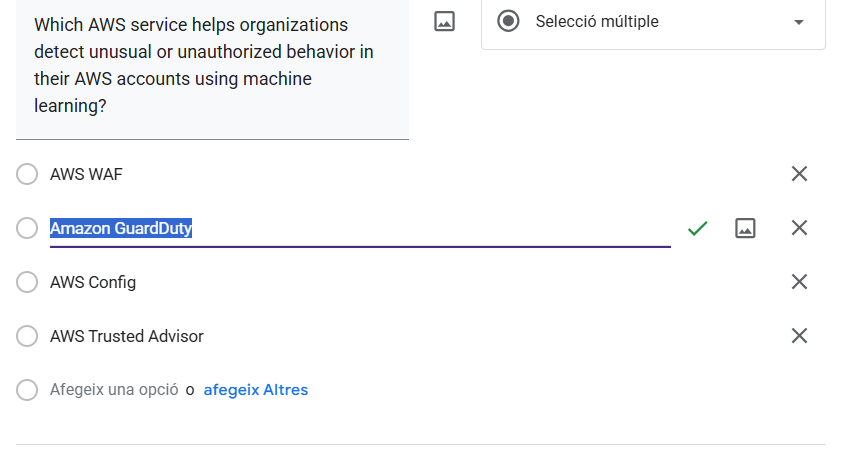 Which AWS service helps organizations
detect unusual or unauthorized behavior in
their AWS accounts using machine
learning?
Selecció múltiple
AWS WAF
Amazon GuardDuty
AWS Config
AWS Trusted Advisor
Afegeix una opció o afegeix Altres